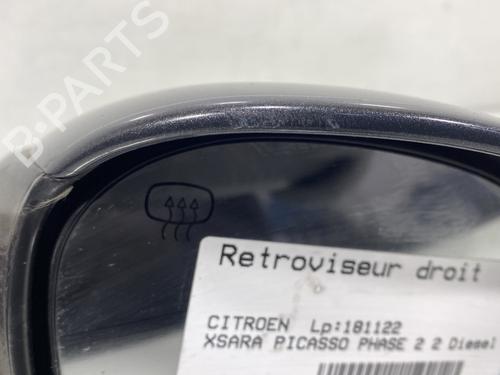 B-PARTS
Retroviseur droit
CITROEN Lp:181122
XSARA PICASSO PHASE 2 2 Diesel